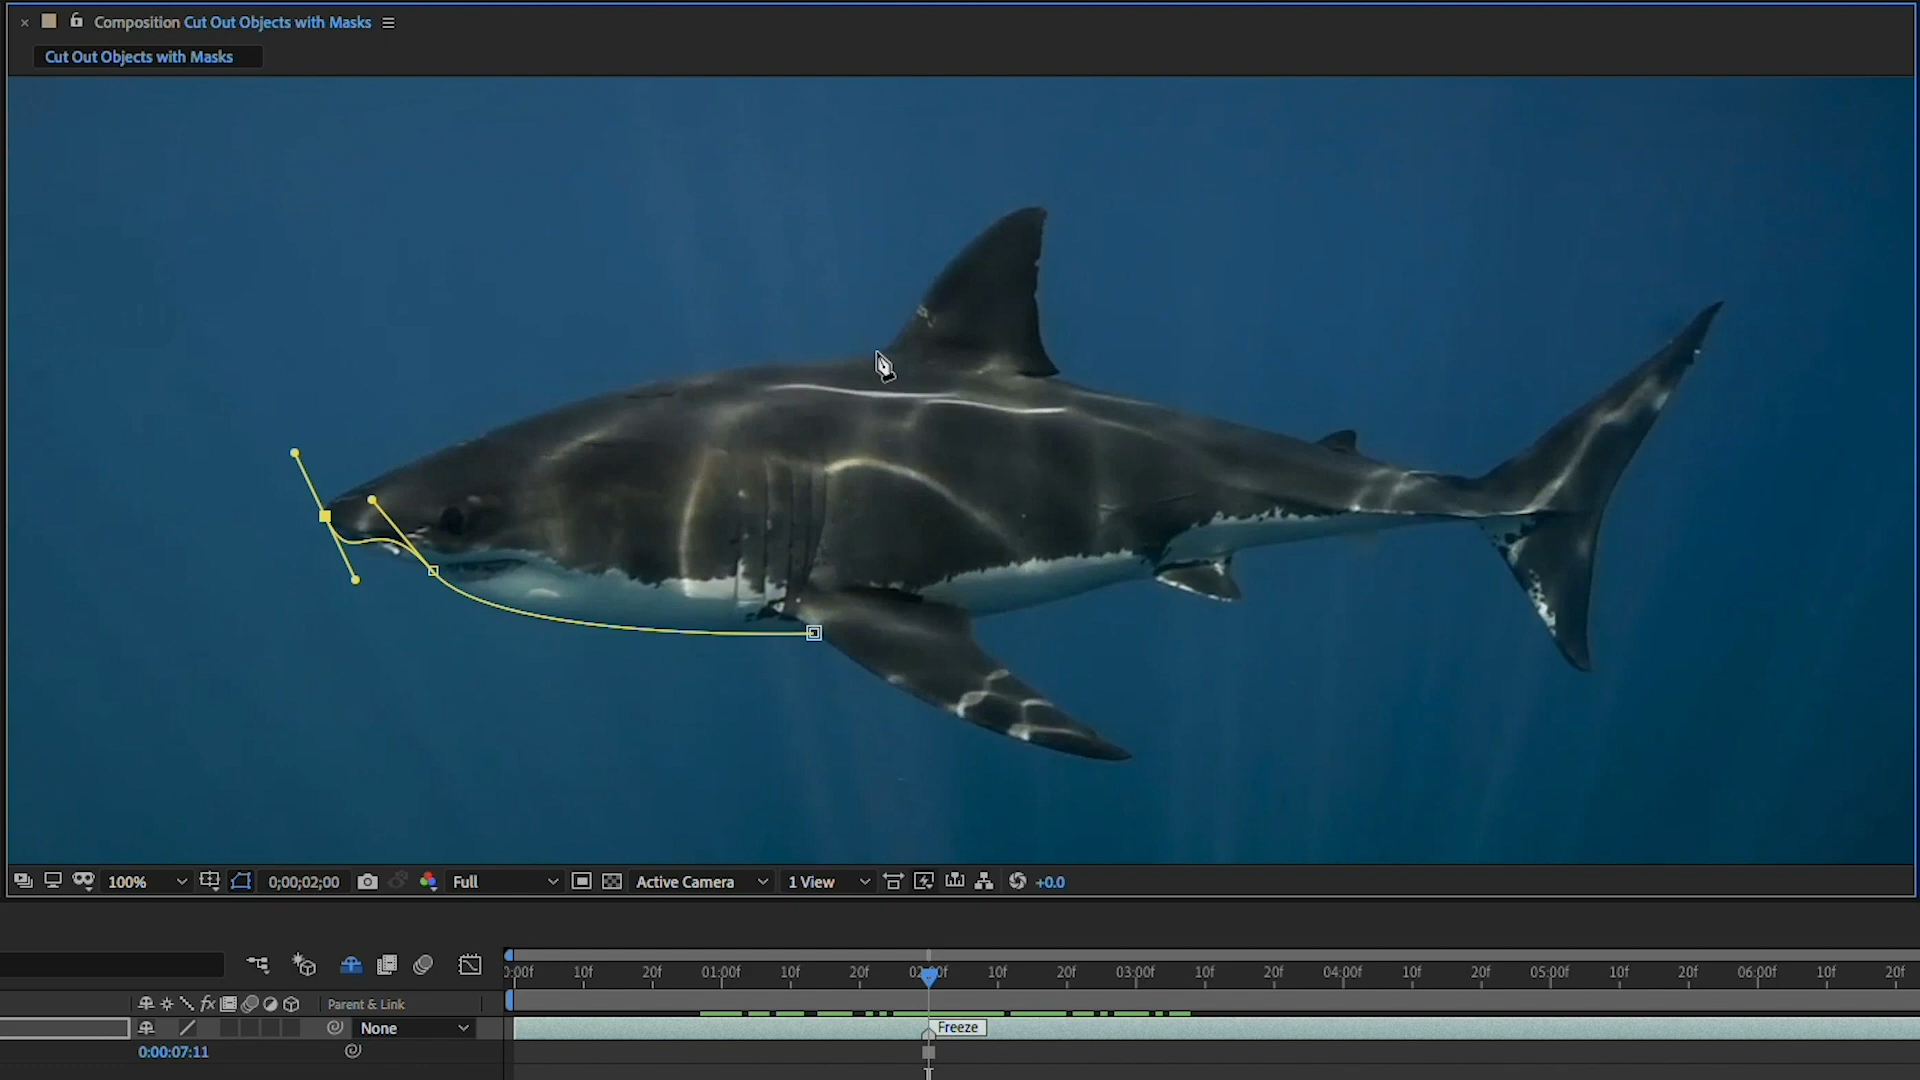 Composition Cut Out Objects with Masks
Cut Out Objects with Masks
100% 0;00;02;00 Full Active Camera 1 View +0.0
0:00f 10f 20f 01:00f 10f 20f 02:00f 10f 20f 03:00f 10f 20f 04:00f 10f 20f 05:00f 10f 20f 06:00f 10f 20f
fx Parent & Link
None Freeze
0:00:07:11